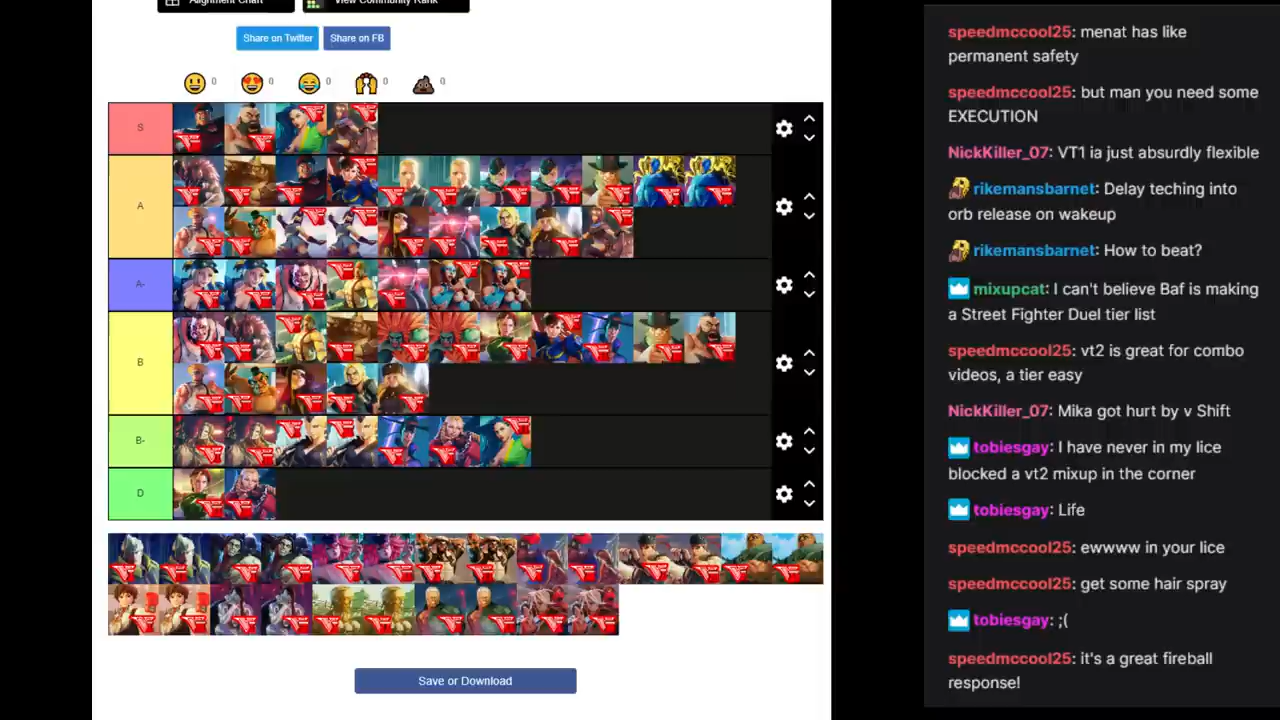 Alignment Chart
View Community Rank
Share on Twitter
Share on FB
0
0
0
0
0
S
A
A-
B
B-
D
Save or Download
speedmccool25: menat has like
permanent safety
speedmccool25: but man you need some
EXECUTION
NickKiller_07: VT1 ia just absurdly flexible
rikemansbarnet: Delay teching into
orb release on wakeup
rikemansbarnet: How to beat?
mixupcat: I can't believe Baf is making
a Street Fighter Duel tier list
speedmccool25: vt2 is great for combo
videos, a tier easy
NickKiller_07: Mika got hurt by v Shift
tobiesgay: I have never in my lice
blocked a vt2 mixup in the corner
tobiesgay: Life
speedmccool25: ewwww in your lice
speedmccool25: get some hair spray
tobiesgay: ;(
speedmccool25: it's a great fireball
response!